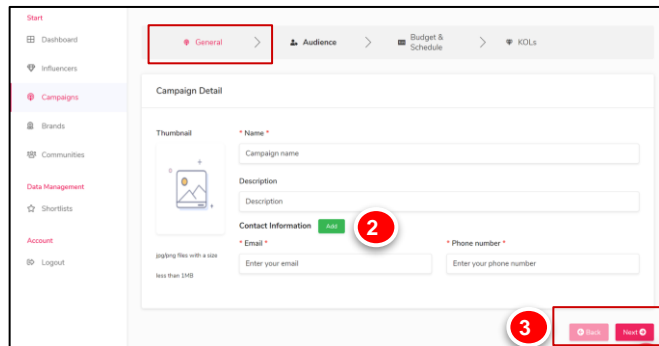 Start
Dashboard
Influencers
Campaigns
Brands
Communities
Data Management
Shortlists
Account
Logout
General
Audience
Budget &
Schedule
KOLs
Campaign Detail
Thumbnail
jpg/png files with a size
less than 1MB
* Name *
Campaign name
Description
Description
Contact Information Add
2
* Email *
* Phone number *
Enter your email
Enter your phone number
3
Back
Next